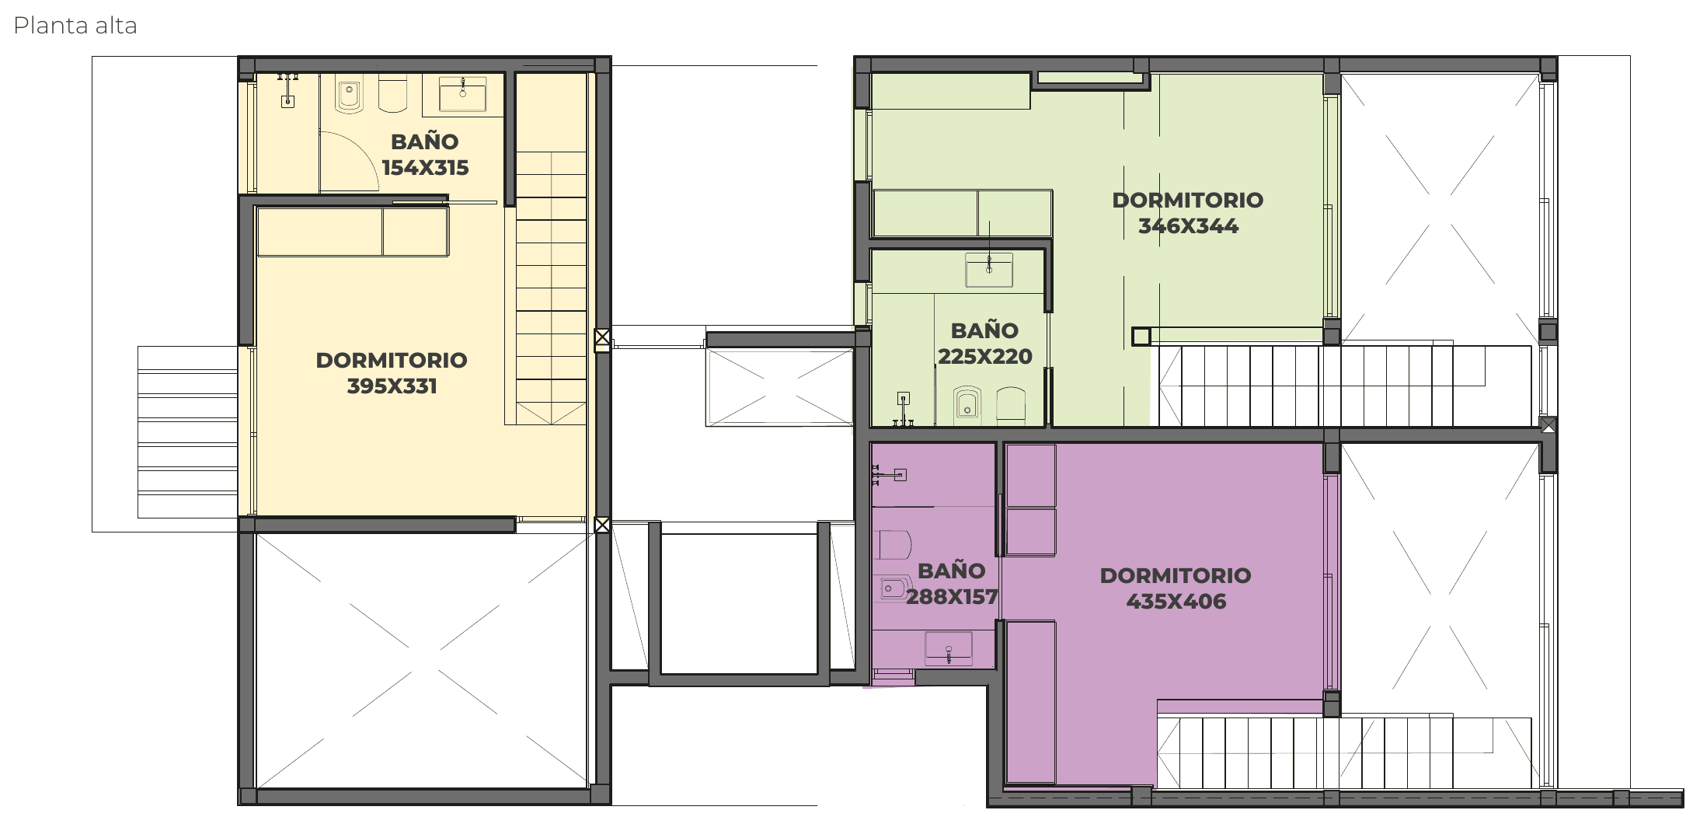 Planta alta
BAÑO
154X315
DORMITORIO
395X331
DORMITORIO
346X344
BAÑO
225X220
BAÑO
288X157
DORMITORIO
435X406